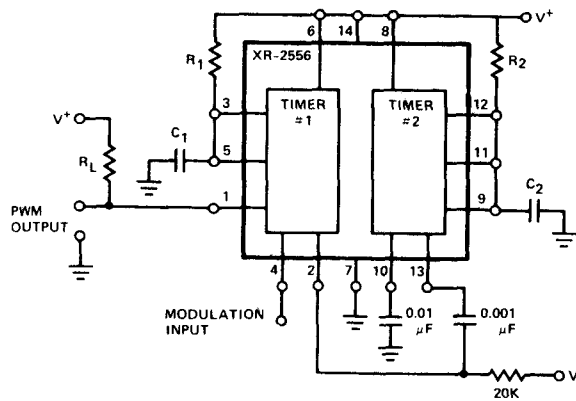 V+
6
14
8
XR-2556
R1
R2
TIMER
#1
TIMER
#2
3
12
V+
C1
5
11
RL
1
9
C2
PWM
OUTPUT
4
2
7
10
13
MODULATION
INPUT
0.01
µF
0.001
µF
V
20K